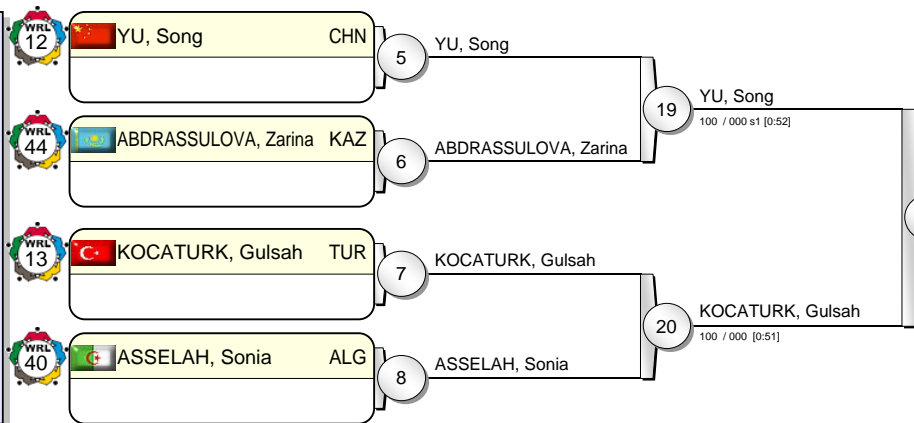 WRL
12
YU, Song CHN
5
YU, Song
19
YU, Song
100 / 000 s1 [0:52]
WRL
44
ABDRASSULOVA, Zarina KAZ
6
ABDRASSULOVA, Zarina
WRL
13
KOCATURK, Gulsah TUR
7
KOCATURK, Gulsah
20
KOCATURK, Gulsah
100 / 000 [0:51]
WRL
40
ASSELAH, Sonia ALG
8
ASSELAH, Sonia